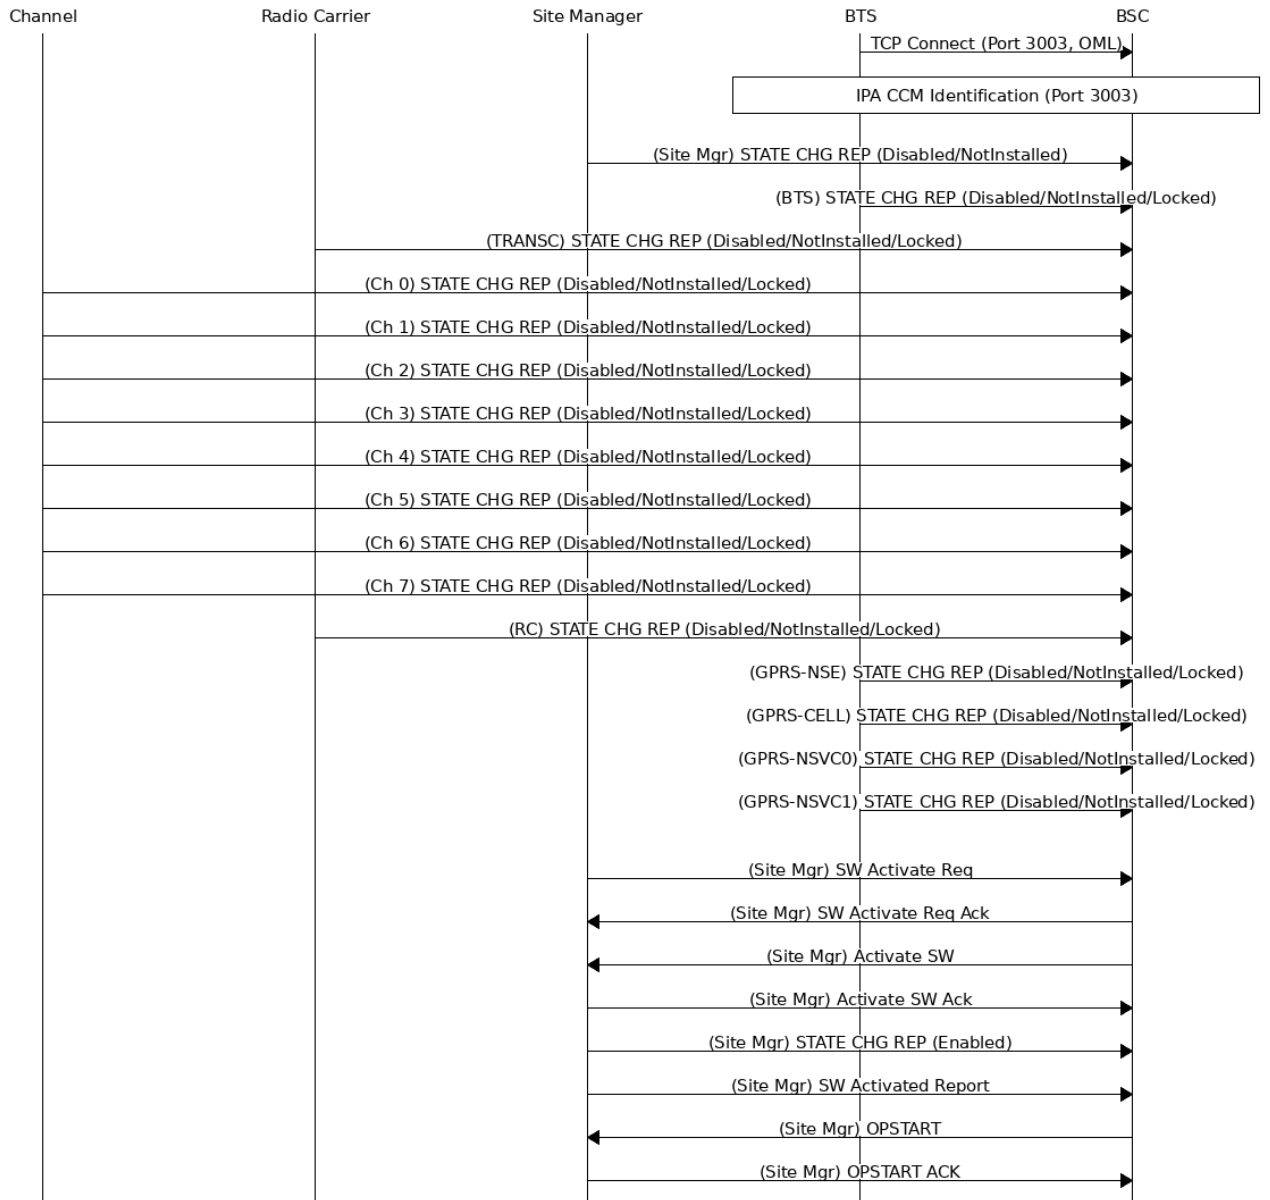 Channel Radio Carrier Site Manager BTS BSC
TCP Connect (Port 3003, OML)
IPA CCM Identification (Port 3003)
(Site Mgr) STATE CHG REP (Disabled/NotInstalled)
(BTS) STATE CHG REP (Disabled/NotInstalled/Locked)
(TRANSC) STATE CHG REP (Disabled/NotInstalled/Locked)
(Ch 0) STATE CHG REP (Disabled/NotInstalled/Locked)
(Ch 1) STATE CHG REP (Disabled/NotInstalled/Locked)
(Ch 2) STATE CHG REP (Disabled/NotInstalled/Locked)
(Ch 3) STATE CHG REP (Disabled/NotInstalled/Locked)
(Ch 4) STATE CHG REP (Disabled/NotInstalled/Locked)
(Ch 5) STATE CHG REP (Disabled/NotInstalled/Locked)
(Ch 6) STATE CHG REP (Disabled/NotInstalled/Locked)
(Ch 7) STATE CHG REP (Disabled/NotInstalled/Locked)
(RC) STATE CHG REP (Disabled/NotInstalled/Locked)
(GPRS-NSE) STATE CHG REP (Disabled/NotInstalled/Locked)
(GPRS-CELL) STATE CHG REP (Disabled/NotInstalled/Locked)
(GPRS-NSVC0) STATE CHG REP (Disabled/NotInstalled/Locked)
(GPRS-NSVC1) STATE CHG REP (Disabled/NotInstalled/Locked)
(Site Mgr) SW Activate Req
(Site Mgr) SW Activate Req Ack
(Site Mgr) Activate SW
(Site Mgr) Activate SW Ack
(Site Mgr) STATE CHG REP (Enabled)
(Site Mgr) SW Activated Report
(Site Mgr) OPSTART
(Site Mgr) OPSTART ACK